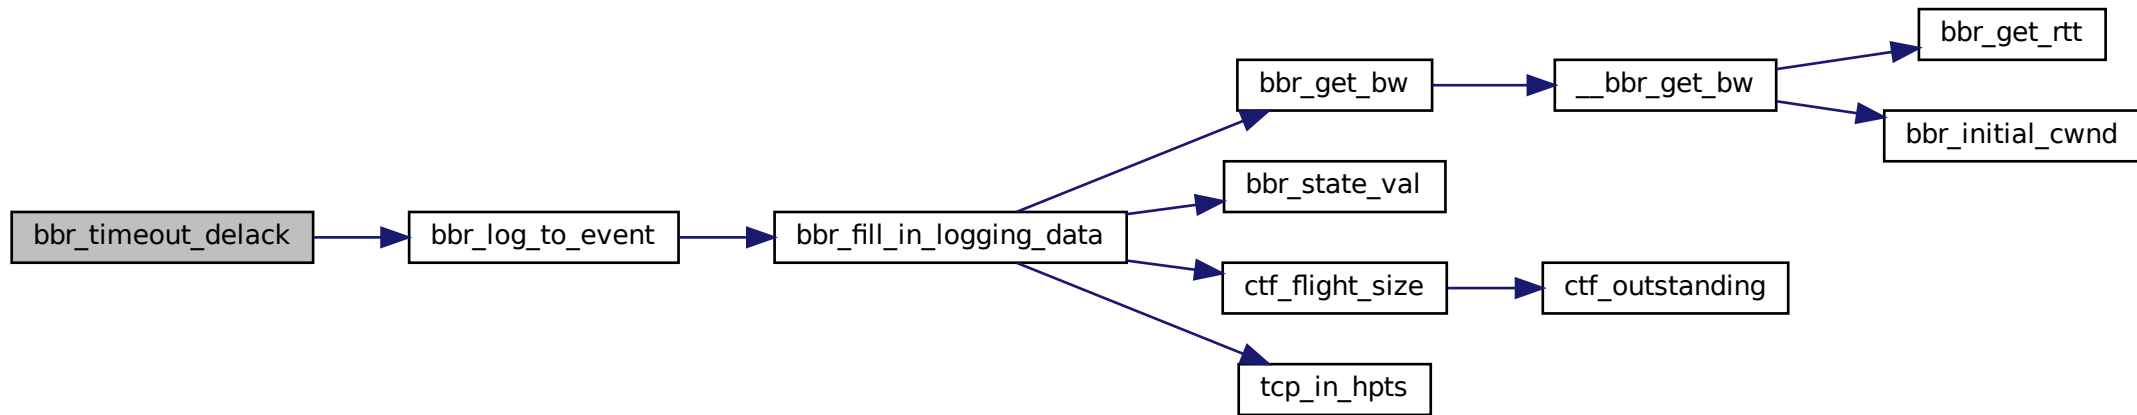 bbr_timeout_delack
bbr_log_to_event
bbr_fill_in_logging_data
bbr_get_bw
__bbr_get_bw
bbr_get_rtt
bbr_initial_cwnd
bbr_state_val
ctf_flight_size
ctf_outstanding
tcp_in_hpts